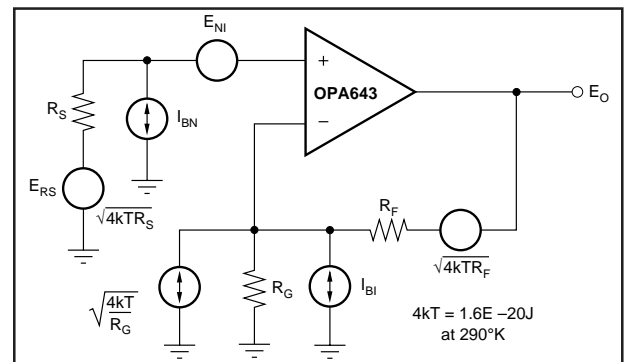 E_NI
+
OPA643
−
E_O
R_S
I_BN
E_RS
√4kTR_S
R_F
√4kTR_F
√4kT/R_G
R_G
I_BI
4kT = 1.6E –20J
at 290°K